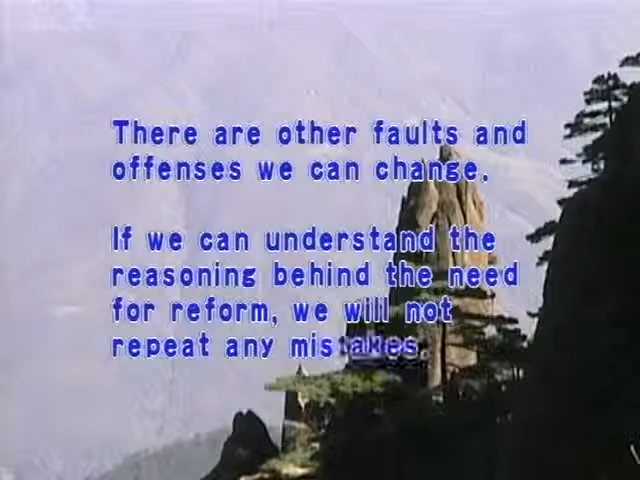 There are other faults and
offenses we can change.
If we can understand the
reasoning behind the need
for reform, we will not
repeat any mistakes.